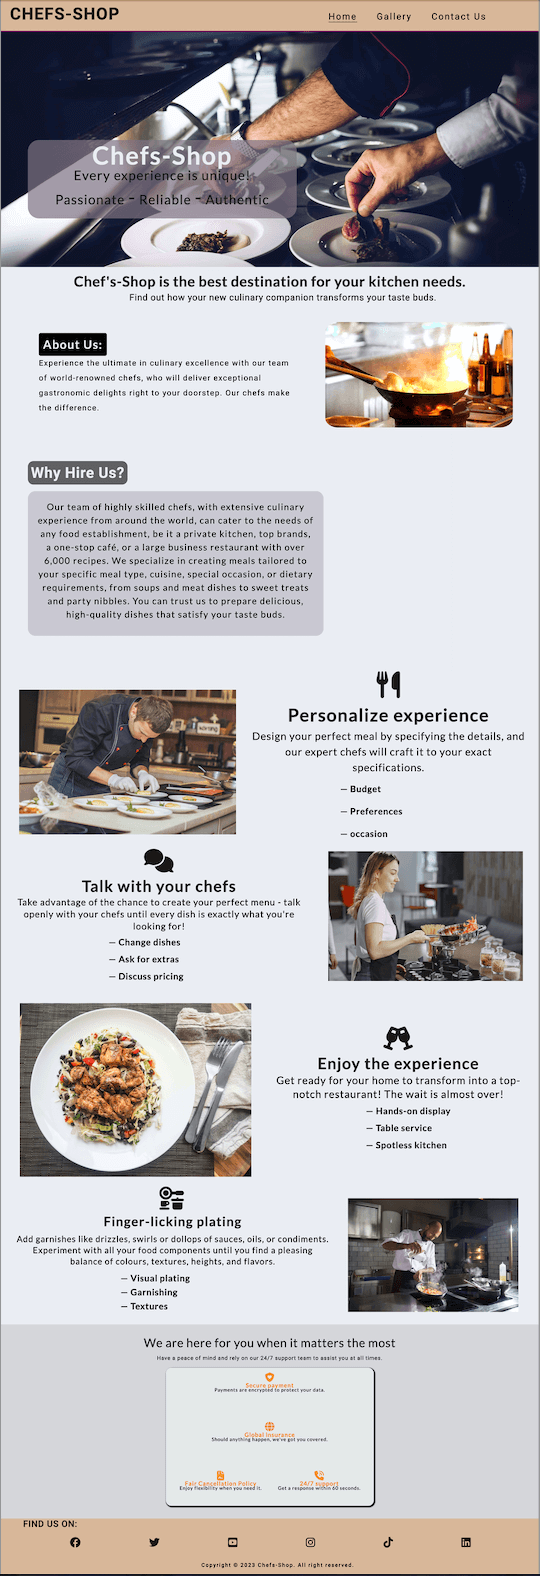 CHEFS-SHOP
Home Gallery Contact Us
Chefs-Shop
Every experience is unique!
Passionate - Reliable - Authentic
Chef's-Shop is the best destination for your kitchen needs.
Find out how your new culinary companion transforms your taste buds.
About Us:
Experience the ultimate in culinary excellence with our team
of world-renowned chefs, who will deliver exceptional
gastronomic delights right to your doorstep. Our chefs make
the difference.
Why Hire Us?
Our team of highly skilled chefs, with extensive culinary
experience from around the world, can cater to the needs of
any food establishment, be it a private kitchen, top brands,
a one-stop café, or a large business restaurant with over
6,000 recipes. We specialize in creating meals tailored to
your specific meal type, cuisine, special occasion, or dietary
requirements, from soups and meat dishes to sweet treats
and party nibbles. You can trust us to prepare delicious,
high-quality dishes that satisfy your taste buds.
Personalize experience
Design your perfect meal by specifying the details, and
our expert chefs will craft it to your exact
specifications.
— Budget
— Preferences
— occasion
Talk with your chefs
Take advantage of the chance to create your perfect menu - talk
openly with your chefs until every dish is exactly what you're
looking for!
— Change dishes
— Ask for extras
— Discuss pricing
Enjoy the experience
Get ready for your home to transform into a top-
notch restaurant! The wait is almost over!
— Hands-on display
— Table service
— Spotless kitchen
Finger-licking plating
Add garnishes like drizzles, swirls or dollops of sauces, oils, or condiments.
Experiment with all your food components until you find a pleasing
balance of colours, textures, heights, and flavors.
— Visual plating
— Garnishing
— Textures
We are here for you when it matters the most
Have a peace of mind and rely on our 24/7 support team to assist you at all times.
Secure payment
Payments are encrypted to protect your data.
Global Insurance
Should anything happen, we've got you covered.
Fair Cancellation Policy
Enjoy flexibility when you need it.
24/7 support
Get a response within 60 seconds.
FIND US ON:
Copyright © 2023 Chefs-Shop. All right reserved.